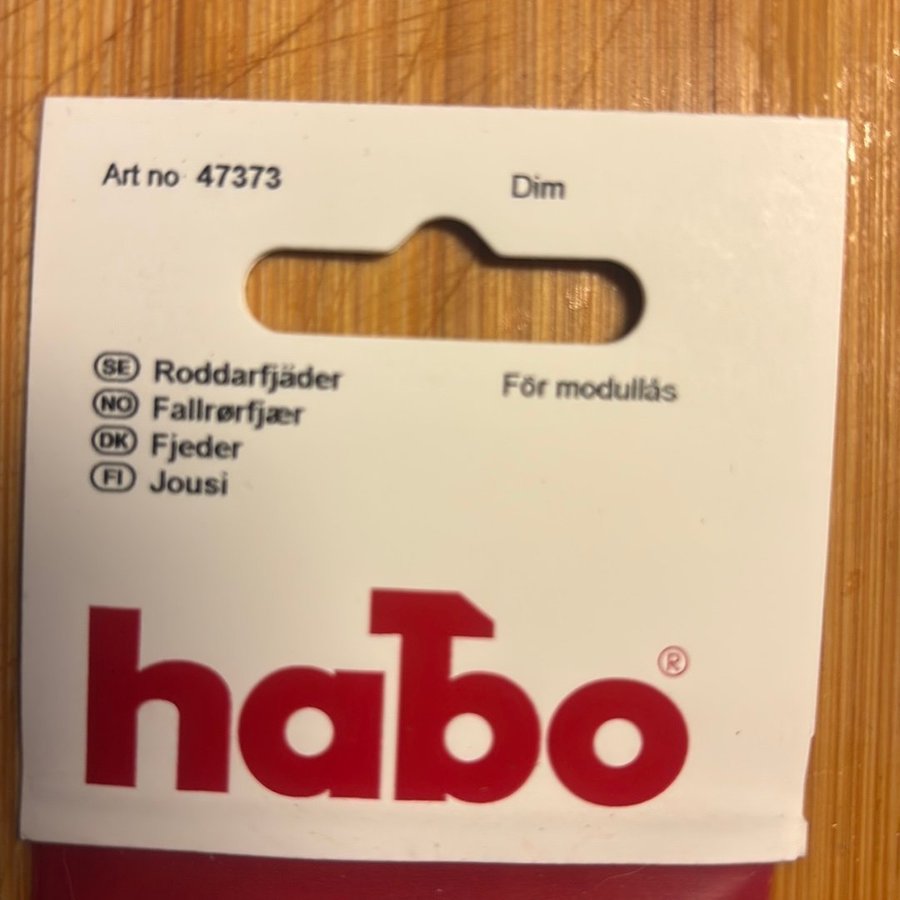 Art no 47373 Dim
SE Roddarfjäder För modullås
NO Fallrørfjær
DK Fjeder
FI Jousi
habo®